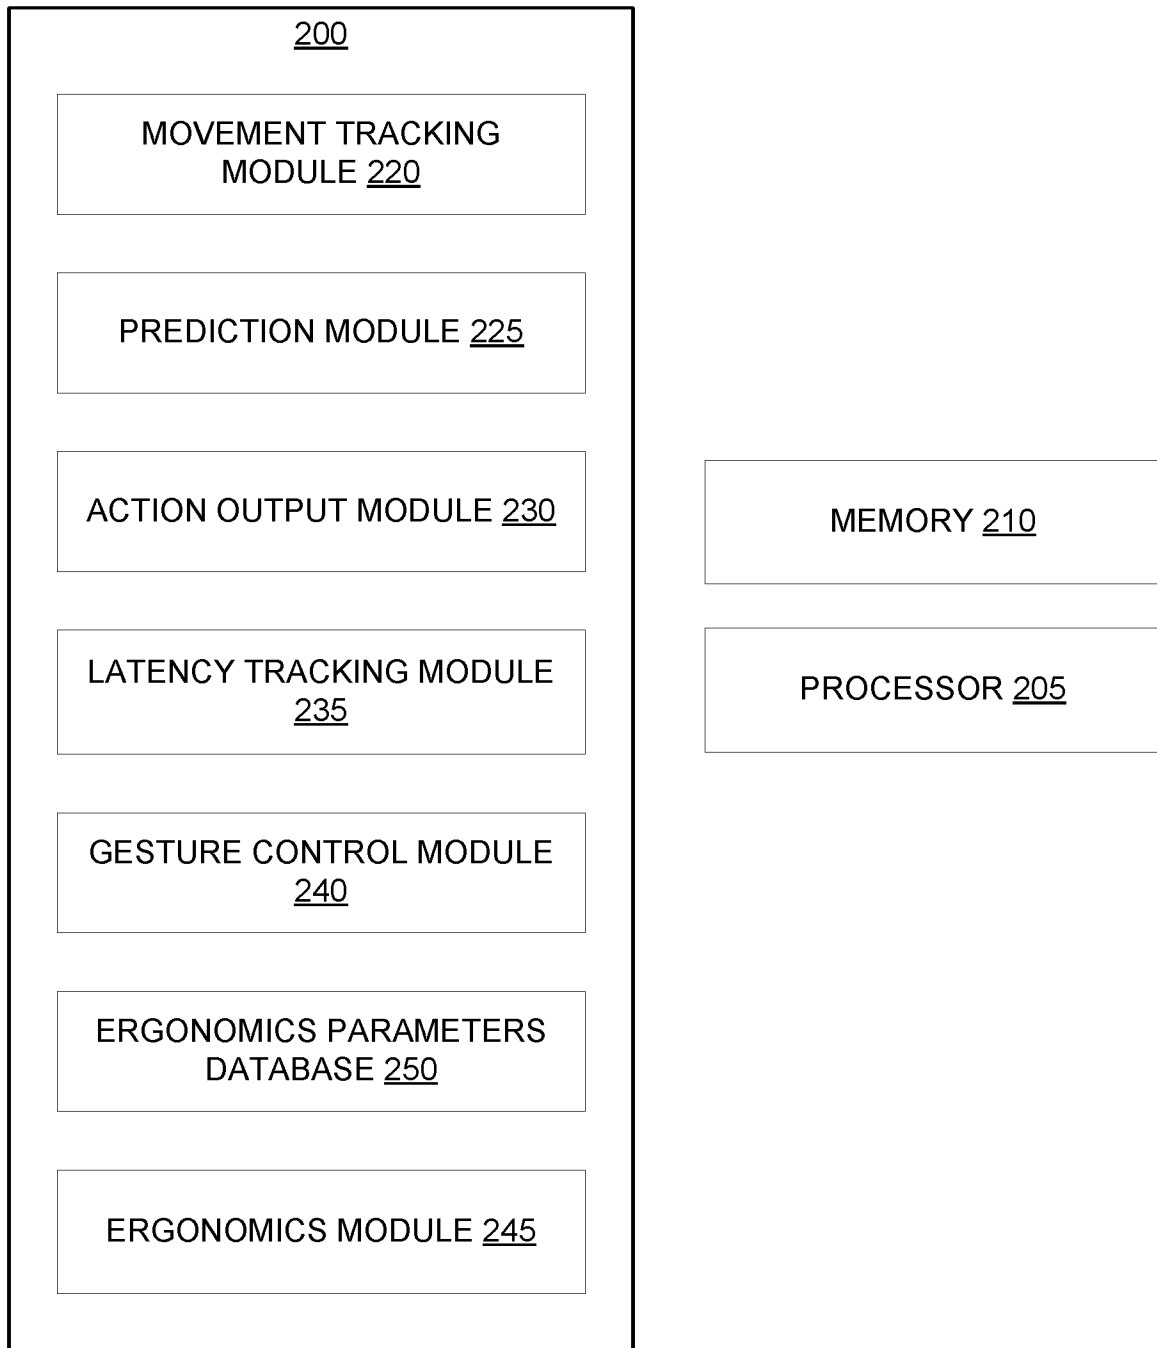 200
MOVEMENT TRACKING
MODULE 220
PREDICTION MODULE 225
ACTION OUTPUT MODULE 230
LATENCY TRACKING MODULE
235
GESTURE CONTROL MODULE
240
ERGONOMICS PARAMETERS
DATABASE 250
ERGONOMICS MODULE 245
MEMORY 210
PROCESSOR 205